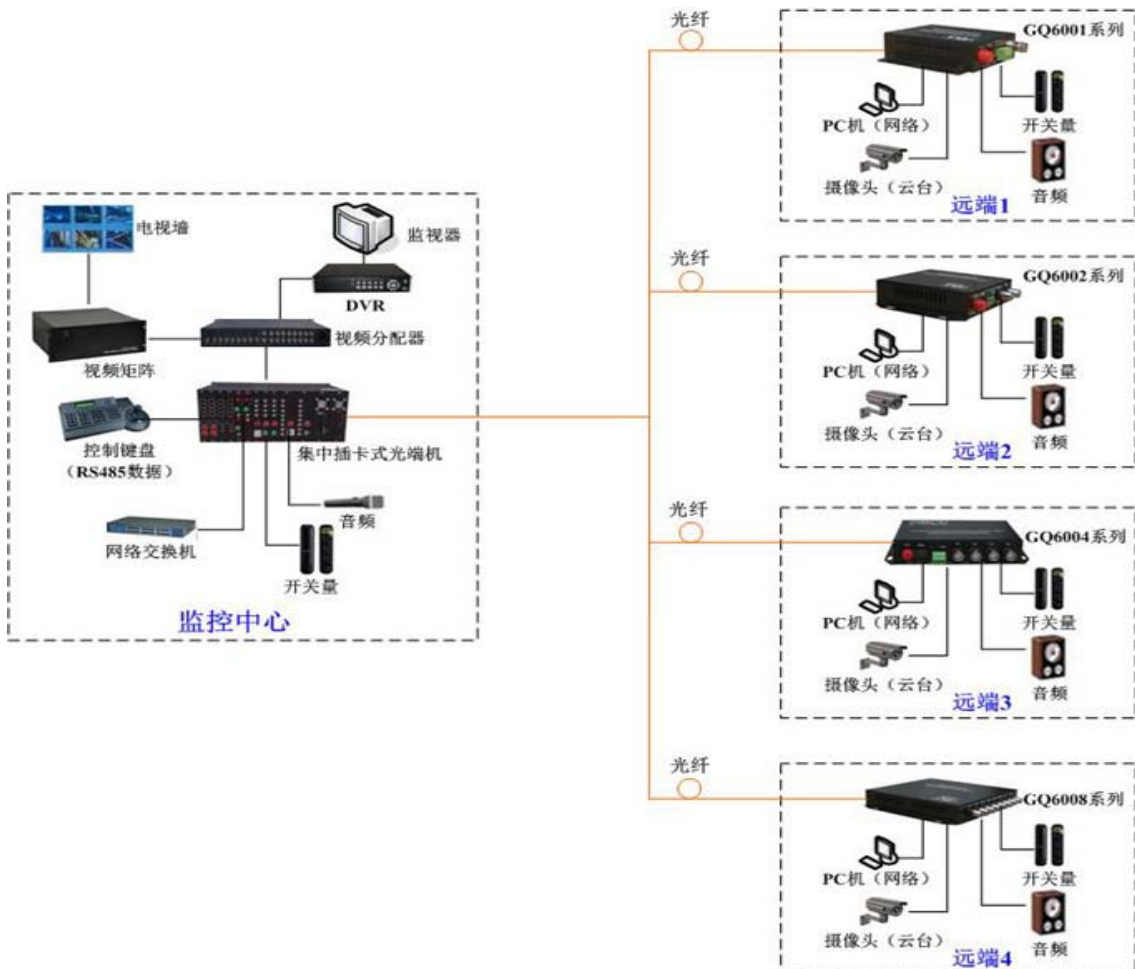 电视墙
监视器
DVR
视频分配器
视频矩阵
控制键盘
（RS485数据）
集中插卡式光端机
音频
网络交换机
开关量
监控中心
光纤
GQ6001系列
PC机（网络）
开关量
摄像头（云台）
音频
远端1
光纤
GQ6002系列
PC机（网络）
开关量
摄像头（云台）
音频
远端2
光纤
GQ6004系列
PC机（网络）
开关量
摄像头（云台）
音频
远端3
光纤
GQ6008系列
PC机（网络）
开关量
摄像头（云台）
音频
远端4